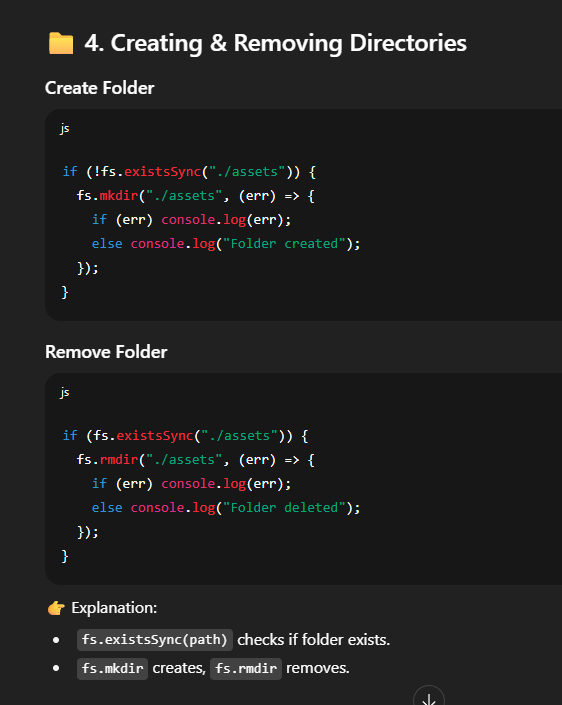 📁 4. Creating & Removing Directories
Create Folder
js
if (!fs.existsSync("./assets")) {
  fs.mkdir("./assets", (err) => {
    if (err) console.log(err);
    else console.log("Folder created");
  });
}
Remove Folder
js
if (fs.existsSync("./assets")) {
  fs.rmdir("./assets", (err) => {
    if (err) console.log(err);
    else console.log("Folder deleted");
  });
}
👉 Explanation:
• fs.existsSync(path) checks if folder exists.
• fs.mkdir creates, fs.rmdir removes.